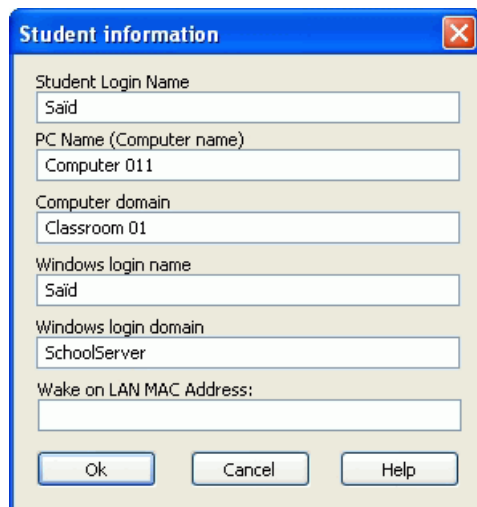 Student information
Student Login Name
Saïd
PC Name (Computer name)
Computer 011
Computer domain
Classroom 01
Windows login name
Saïd
Windows login domain
SchoolServer
Wake on LAN MAC Address:
Ok Cancel Help